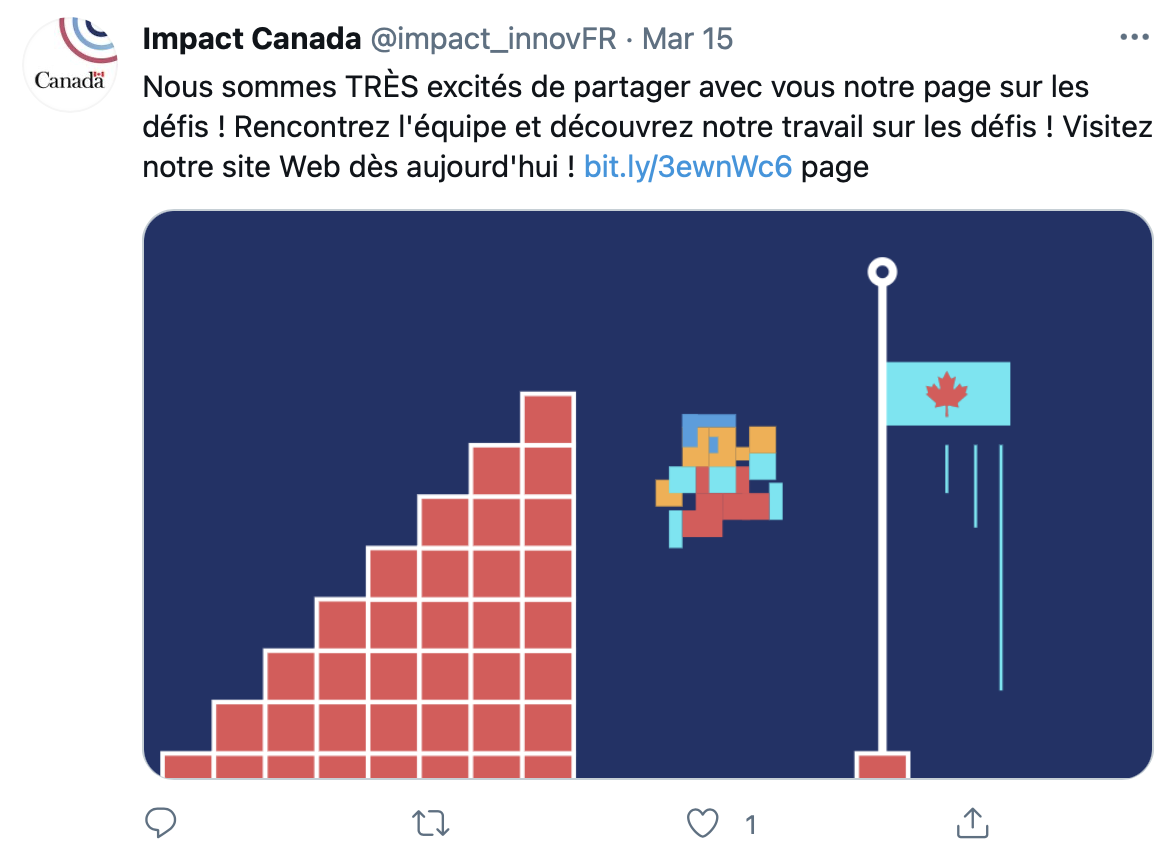 Canada
Impact Canada @impact_innovFR · Mar 15
Nous sommes TRÈS excités de partager avec vous notre page sur les
défis ! Rencontrez l'équipe et découvrez notre travail sur les défis ! Visitez
notre site Web dès aujourd'hui ! bit.ly/3ewnWc6 page
1